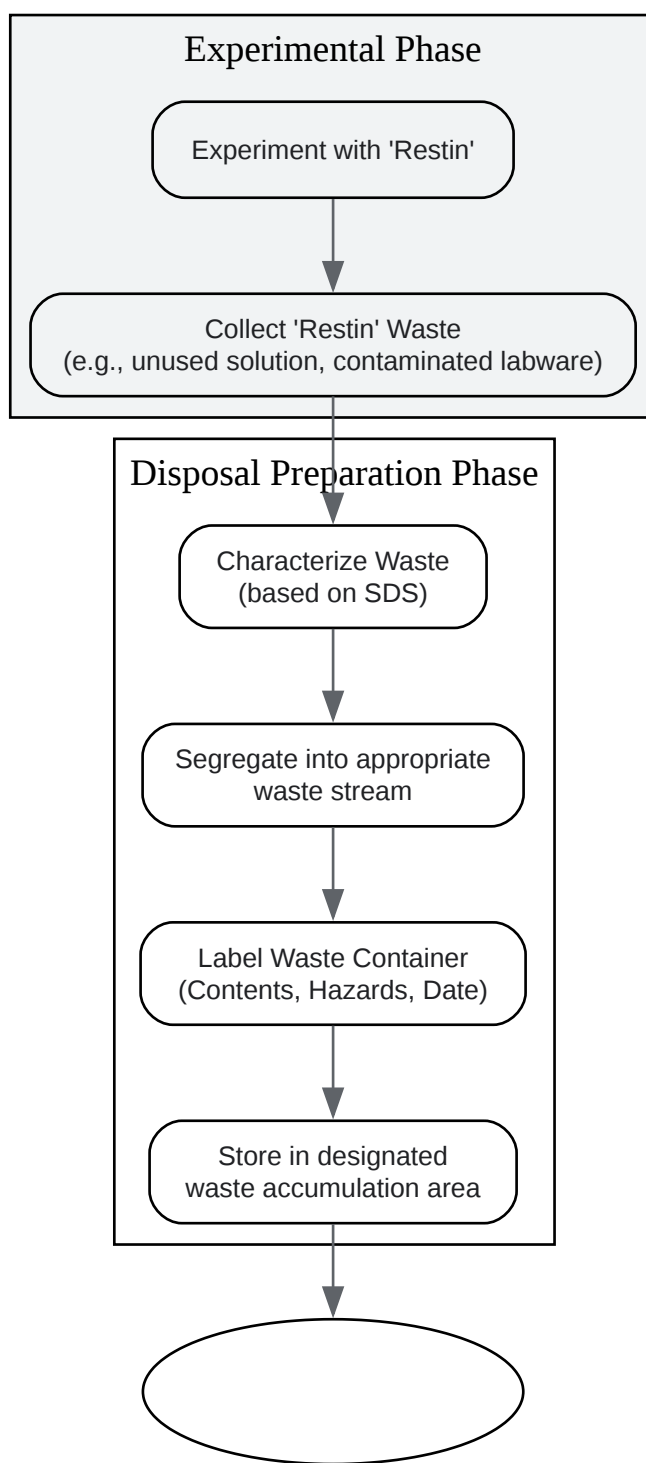 Experimental Phase
Experiment with 'Restin'
Collect 'Restin' Waste
(e.g., unused solution, contaminated labware)
Disposal Preparation Phase
Characterize Waste
(based on SDS)
Segregate into appropriate
waste stream
Label Waste Container
(Contents, Hazards, Date)
Store in designated
waste accumulation area